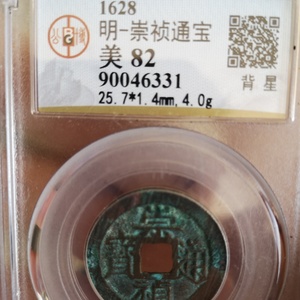 1628
明-崇祯通宝
美 82
90046331
25.7*1.4mm,4.0g
背 星
崇
寶 通
禎